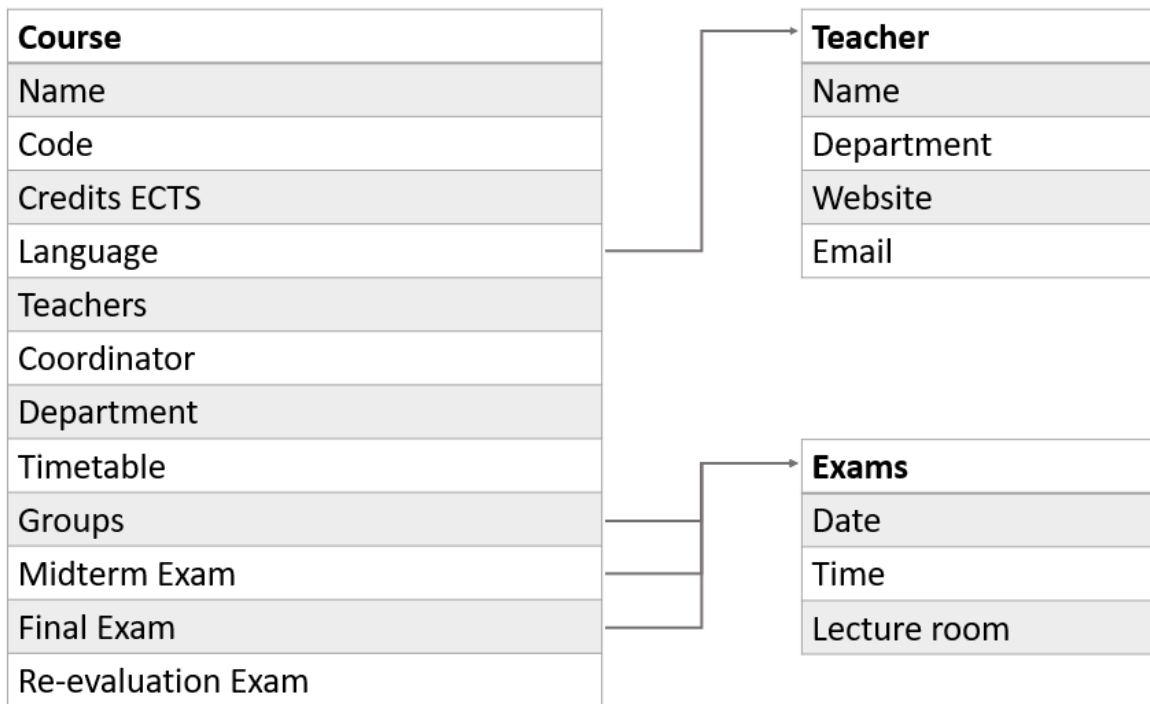 Course
Name
Code
Credits ECTS
Language
Teachers
Coordinator
Department
Timetable
Groups
Midterm Exam
Final Exam
Re-evaluation Exam
Teacher
Name
Department
Website
Email
Exams
Date
Time
Lecture room